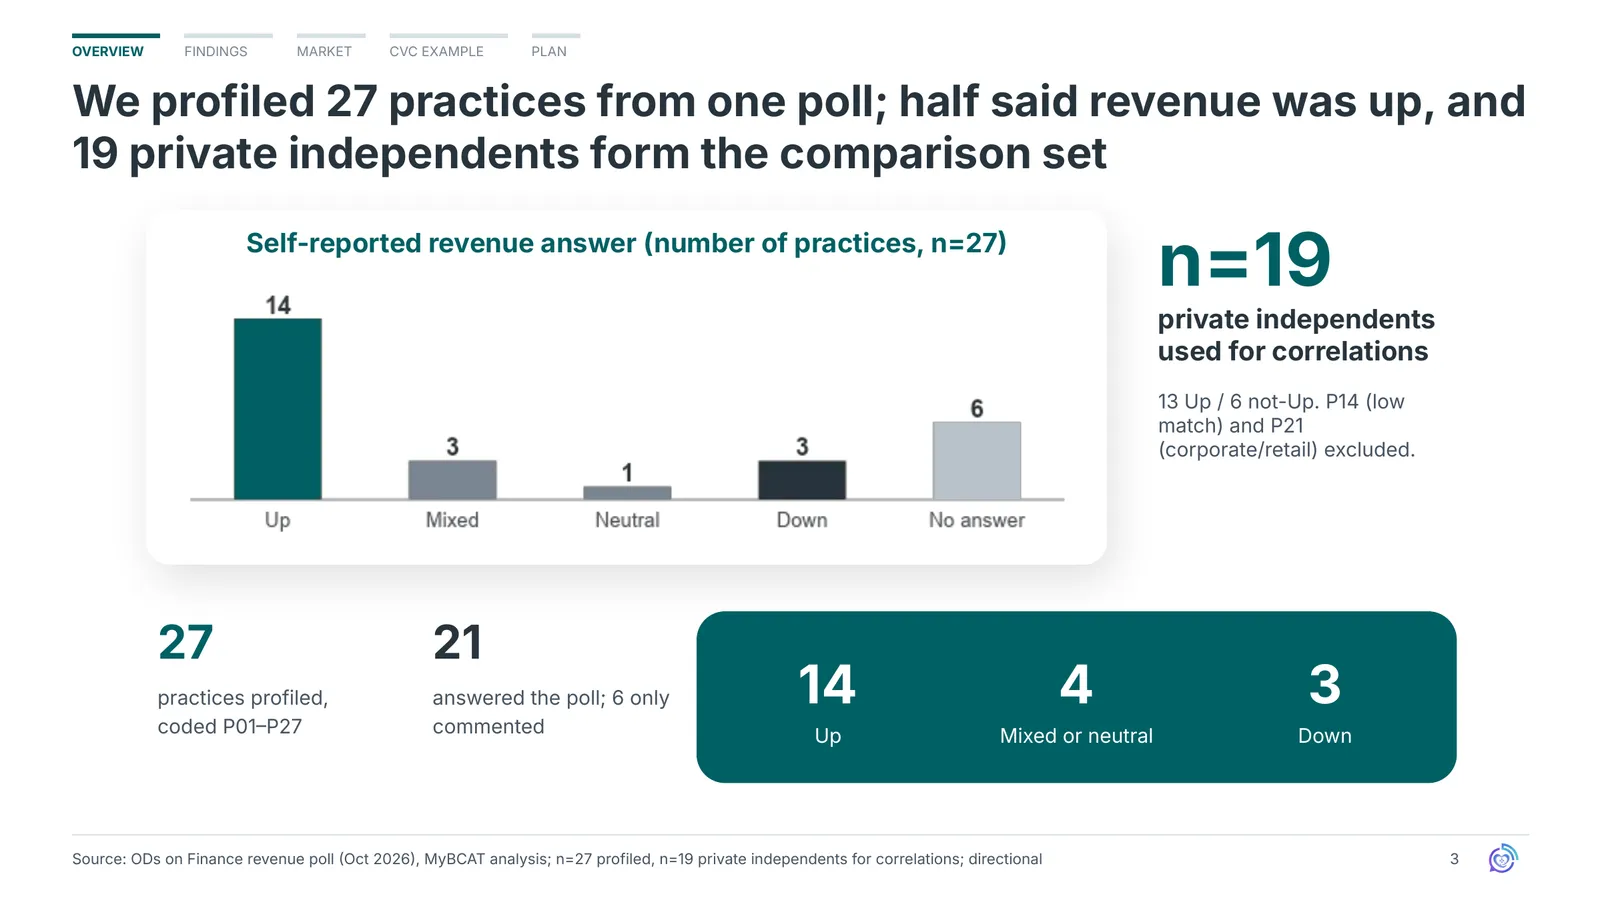 OVERVIEW FINDINGS MARKET CVC EXAMPLE PLAN
We profiled 27 practices from one poll; half said revenue was up, and
19 private independents form the comparison set
Self-reported revenue answer (number of practices, n=27)
14
3
1
3
6
Up
Mixed
Neutral
Down
No answer
n=19
private independents
used for correlations
13 Up / 6 not-Up. P14 (low
match) and P21
(corporate/retail) excluded.
27
practices profiled,
coded P01–P27
21
answered the poll; 6 only
commented
14
Up
4
Mixed or neutral
3
Down
Source: ODs on Finance revenue poll (Oct 2026), MyBCAT analysis; n=27 profiled, n=19 private independents for correlations; directional
3